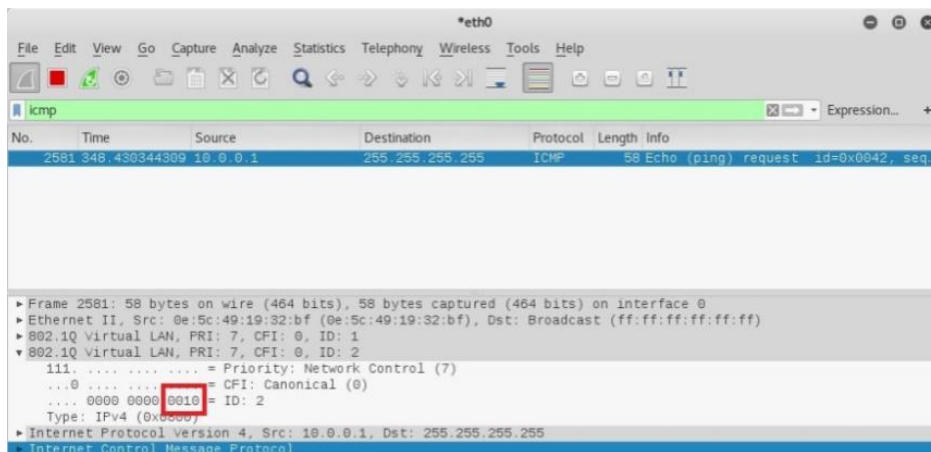 *eth0
File Edit View Go Capture Analyze Statistics Telephony Wireless Tools Help
icmp Expression... +
No. Time Source Destination Protocol Length Info
2581 348.430344309 10.0.0.1 255.255.255.255 ICMP 58 Echo (ping) request id=0x0042, seq.
Frame 2581: 58 bytes on wire (464 bits), 58 bytes captured (464 bits) on interface 0
Ethernet II, Src: 0e:5c:49:19:32:bf (0e:5c:49:19:32:bf), Dst: Broadcast (ff:ff:ff:ff:ff:ff)
802.1Q Virtual LAN, PRI: 7, CFI: 0, ID: 1
802.1Q Virtual LAN, PRI: 7, CFI: 0, ID: 2
111. .... .... .... = Priority: Network Control (7)
...0 .... .... = CFI: Canonical (0)
.... 0000 0000 0010 = ID: 2
Type: IPv4 (0x0800)
Internet Protocol Version 4, Src: 10.0.0.1, Dst: 255.255.255.255
Internet Control Message Protocol